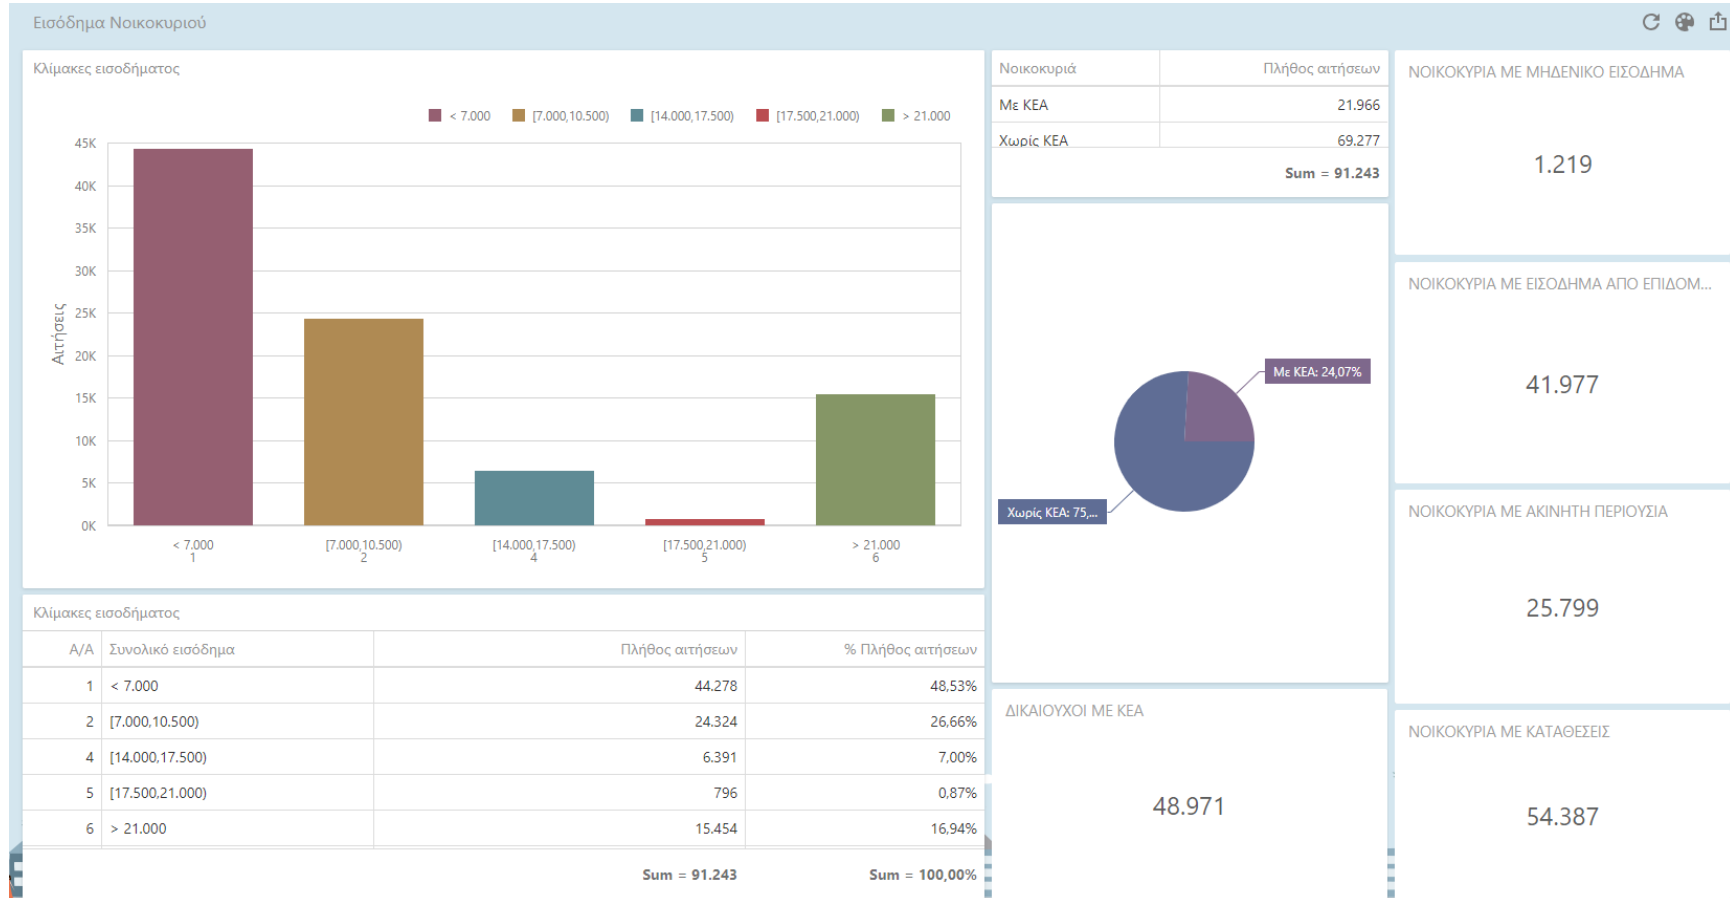 Εισόδημα Νοικοκυριού
Κλίμακες εισοδήματος
< 7.000 [7.000,10.500) [14.000,17.500) [17.500,21.000) > 21.000
45K
40K
35K
30K
25K
20K
15K
10K
5K
0K
Αιτήσεις
< 7.000 [7.000,10.500) [14.000,17.500) [17.500,21.000) > 21.000
1 2 4 5 6
Κλίμακες εισοδήματος
Α/Α Συνολικό εισόδημα Πλήθος αιτήσεων % Πλήθος αιτήσεων
1 < 7.000 44.278 48,53%
2 [7.000,10.500) 24.324 26,66%
4 [14.000,17.500) 6.391 7,00%
5 [17.500,21.000) 796 0,87%
6 > 21.000 15.454 16,94%
Sum = 91.243 Sum = 100,00%
Νοικοκυριά Πλήθος αιτήσεων
Με ΚΕΑ 21.966
Χωρίς ΚΕΑ 69.277
Sum = 91.243
Με ΚΕΑ: 24,07%
Χωρίς ΚΕΑ: 75,...
ΔΙΚΑΙΟΥΧΟΙ ΜΕ ΚΕΑ
48.971
ΝΟΙΚΟΚΥΡΙΑ ΜΕ ΜΗΔΕΝΙΚΟ ΕΙΣΟΔΗΜΑ
1.219
ΝΟΙΚΟΚΥΡΙΑ ΜΕ ΕΙΣΟΔΗΜΑ ΑΠΟ ΕΠΙΔΟΜ...
41.977
ΝΟΙΚΟΚΥΡΙΑ ΜΕ ΑΚΙΝΗΤΗ ΠΕΡΙΟΥΣΙΑ
25.799
ΝΟΙΚΟΚΥΡΙΑ ΜΕ ΚΑΤΑΘΕΣΕΙΣ
54.387